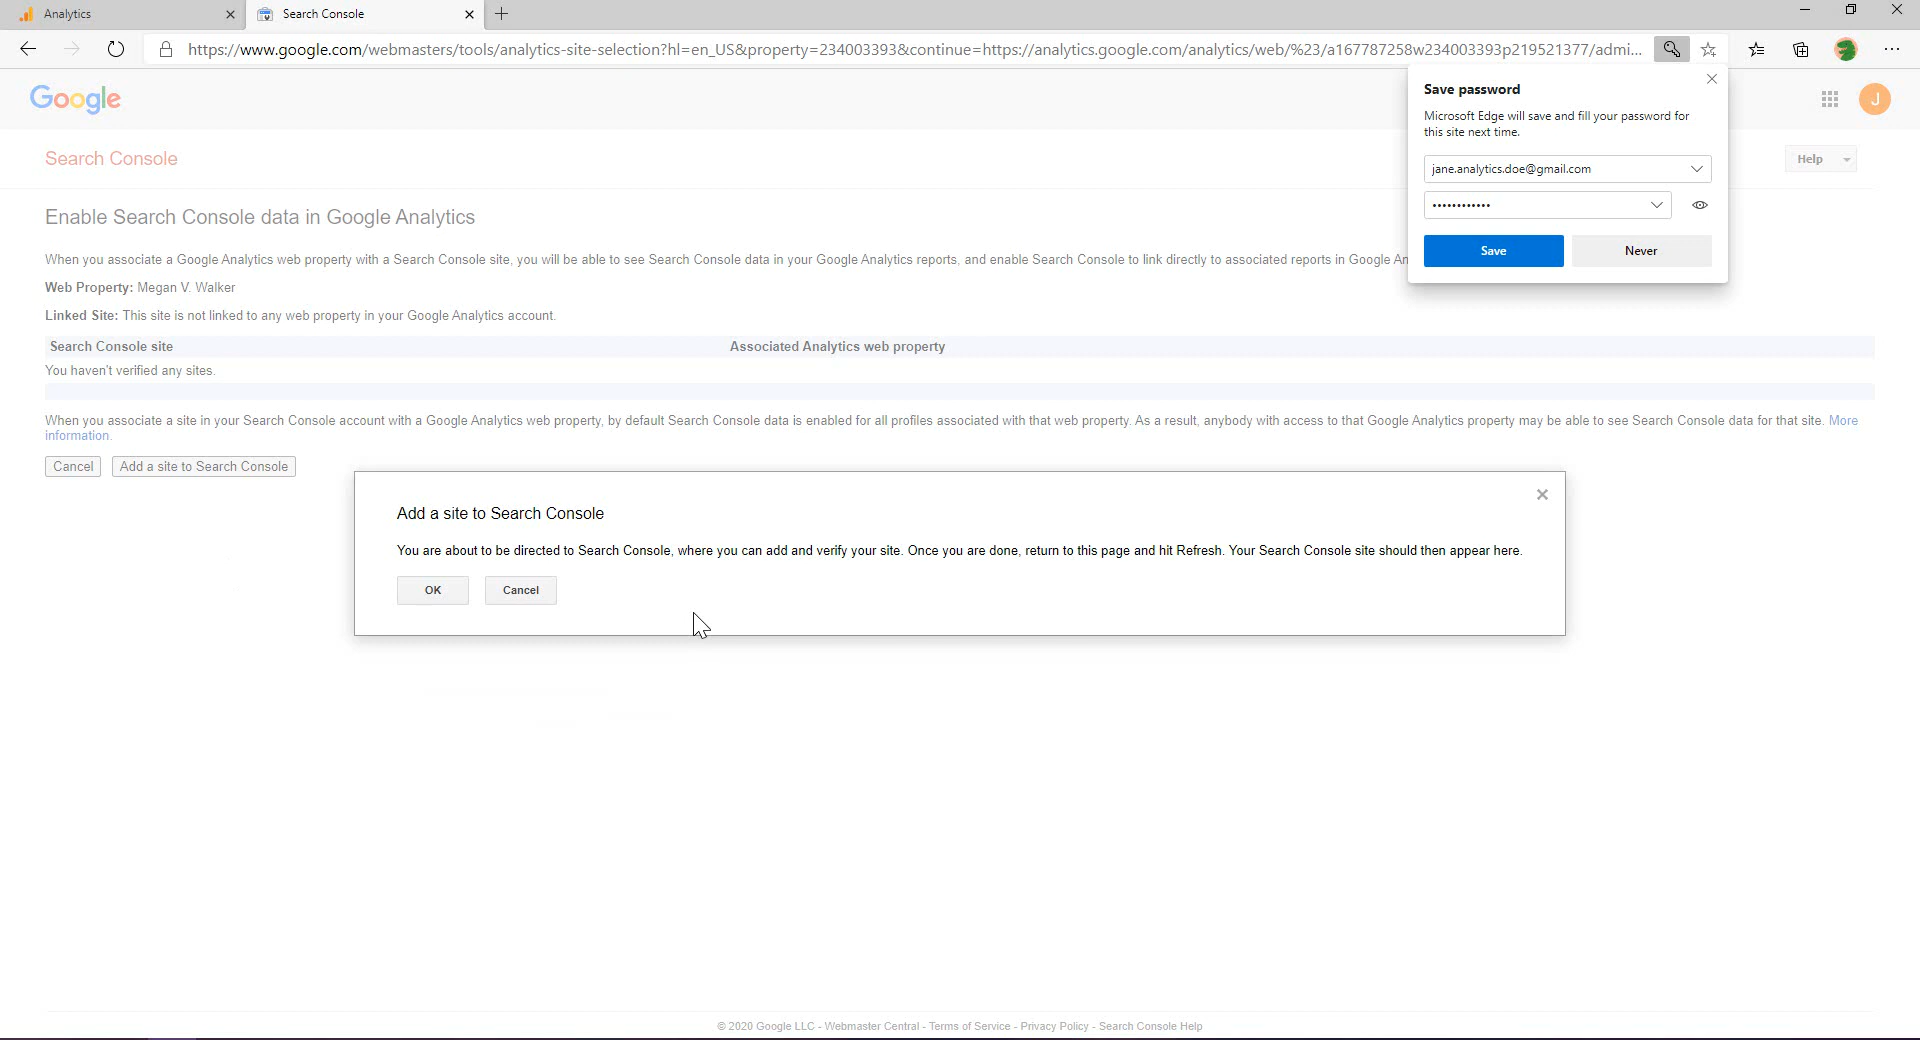 Analytics
Search Console
https://www.google.com/webmasters/tools/analytics-site-selection?hl=en_US&property=234003393&continue=https://analytics.google.com/analytics/web/%23/a167787258w234003393p219521377/admi...
Google
J
Search Console
Help
Save password
Microsoft Edge will save and fill your password for
this site next time.
jane.analytics.doe@gmail.com
••••••••••••
Save Never
Enable Search Console data in Google Analytics
When you associate a Google Analytics web property with a Search Console site, you will be able to see Search Console data in your Google Analytics reports, and enable Search Console to link directly to associated reports in Google An
Web Property: Megan V. Walker
Linked Site: This site is not linked to any web property in your Google Analytics account.
Search Console site Associated Analytics web property
You haven't verified any sites.
When you associate a site in your Search Console account with a Google Analytics web property, by default Search Console data is enabled for all profiles associated with that web property. As a result, anybody with access to that Google Analytics property may be able to see Search Console data for that site. More
information.
Cancel Add a site to Search Console
Add a site to Search Console
You are about to be directed to Search Console, where you can add and verify your site. Once you are done, return to this page and hit Refresh. Your Search Console site should then appear here.
OK Cancel
© 2020 Google LLC - Webmaster Central - Terms of Service - Privacy Policy - Search Console Help